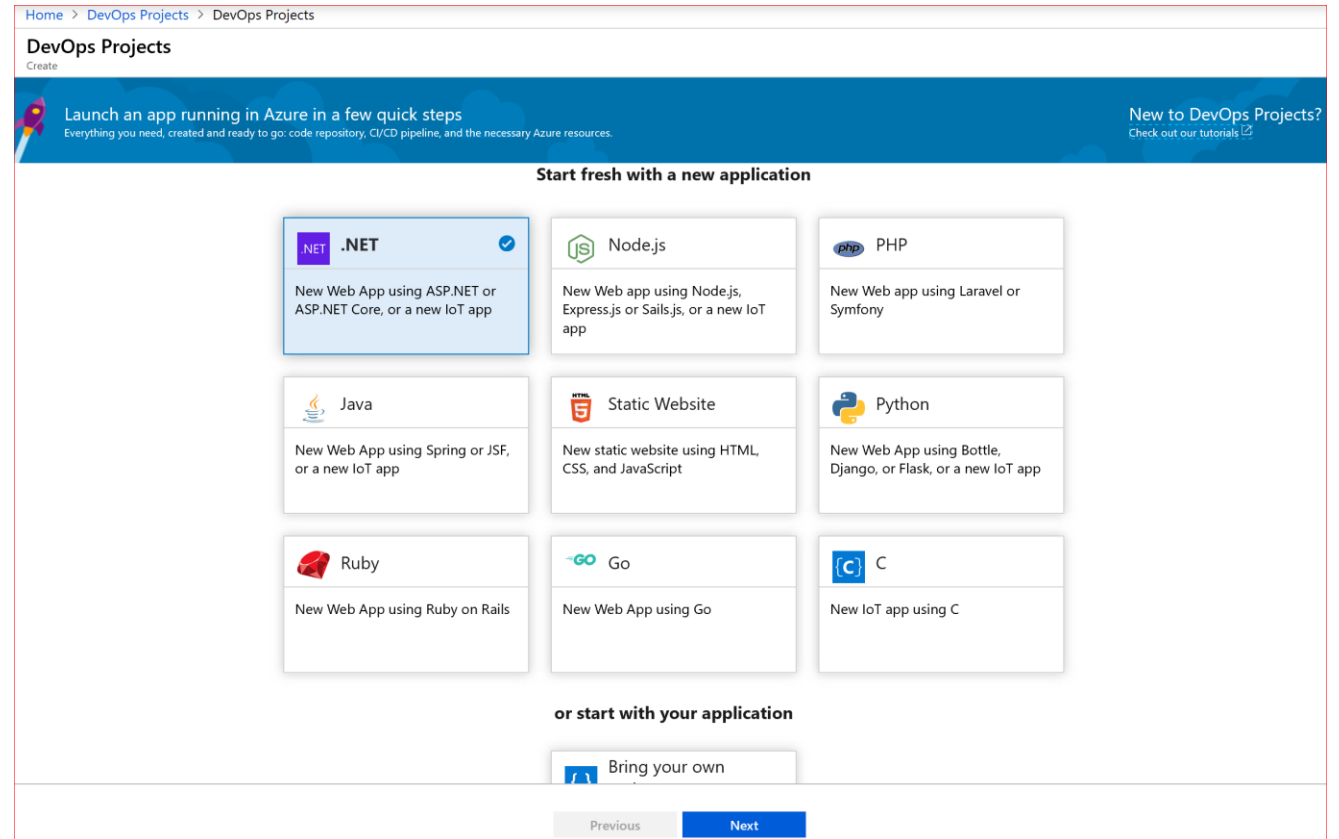 Home > DevOps Projects > DevOps Projects
DevOps Projects
Create
Launch an app running in Azure in a few quick steps
Everything you need, created and ready to go: code repository, CI/CD pipeline, and the necessary Azure resources.
New to DevOps Projects?
Check out our tutorials
Start fresh with a new application
.NET .NET
New Web App using ASP.NET or
ASP.NET Core, or a new IoT app
JS Node.js
New Web app using Node.js,
Express.js or Sails.js, or a new IoT
app
php PHP
New Web app using Laravel or
Symfony
Java
New Web App using Spring or JSF,
or a new IoT app
HTML 5 Static Website
New static website using HTML,
CSS, and JavaScript
Python
New Web App using Bottle,
Django, or Flask, or a new IoT app
Ruby
New Web App using Ruby on Rails
GO Go
New Web App using Go
{C} C
New IoT app using C
or start with your application
{ } Bring your own
Previous
Next